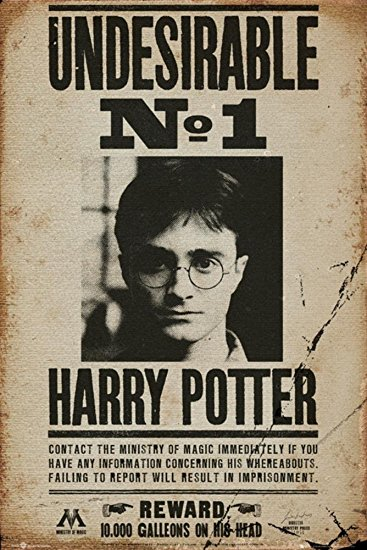 UNDESIRABLE
Nº1
HARRY POTTER
CONTACT THE MINISTRY OF MAGIC IMMEDIATELY IF YOU
HAVE ANY INFORMATION CONCERNING HIS WHEREABOUTS.
FAILING TO REPORT WILL RESULT IN IMPRISONMENT.
REWARD
10,000 GALLEONS ON HIS HEAD
M
MINISTRY OF MAGIC